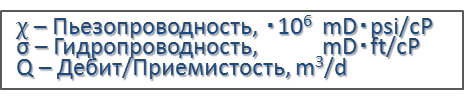 χ – Пьезопроводность, ·10⁶ mD·psi/cP
σ – Гидропроводность, mD·ft/cP
Q – Дебит/Приемистость, m³/d